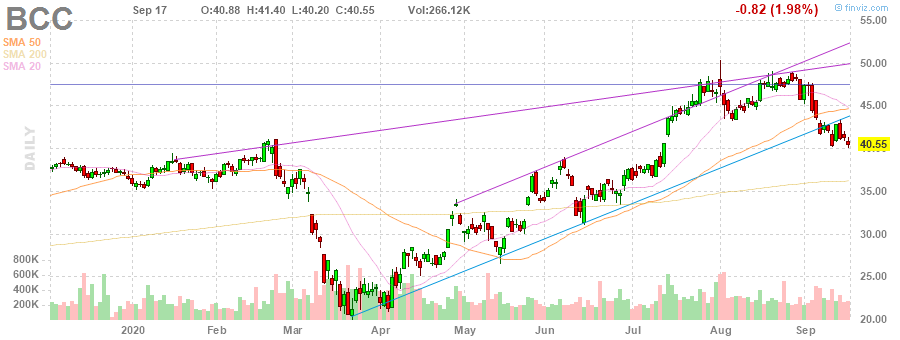 BCC Sep 17 O:40.88 H:41.40 L:40.20 C:40.55 Vol:266.12K -0.82 (1.98%) © finviz.com
SMA 50
SMA 200
SMA 20
DAILY
55.00
50.00
45.00
40.55
35.00
30.00
25.00
20.00
800K
600K
400K
200K
2020 Feb Mar Apr May Jun Jul Aug Sep